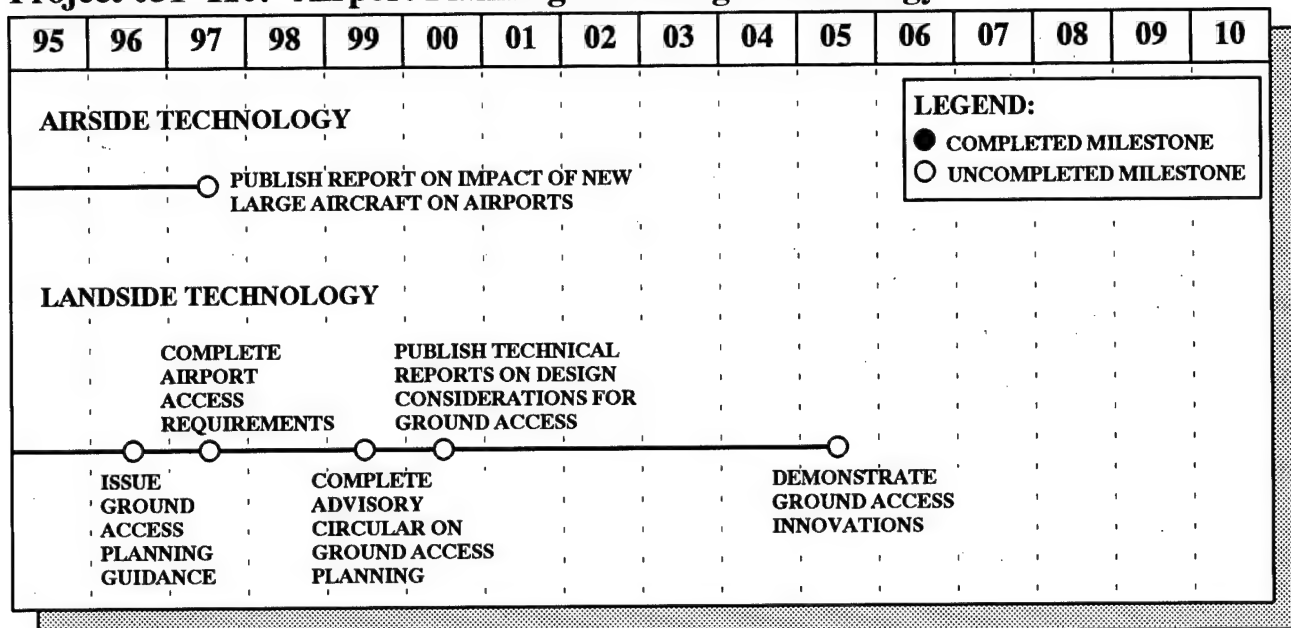 95 96 97 98 99 00 01 02 03 04 05 06 07 08 09 10
LEGEND:
COMPLETED MILESTONE
UNCOMPLETED MILESTONE
AIRSIDE TECHNOLOGY
PUBLISH REPORT ON IMPACT OF NEW
LARGE AIRCRAFT ON AIRPORTS
LANDSIDE TECHNOLOGY
COMPLETE
AIRPORT
ACCESS
REQUIREMENTS
PUBLISH TECHNICAL
REPORTS ON DESIGN
CONSIDERATIONS FOR
GROUND ACCESS
ISSUE
GROUND
ACCESS
PLANNING
GUIDANCE
COMPLETE
ADVISORY
CIRCULAR ON
GROUND ACCESS
PLANNING
DEMONSTRATE
GROUND ACCESS
INNOVATIONS